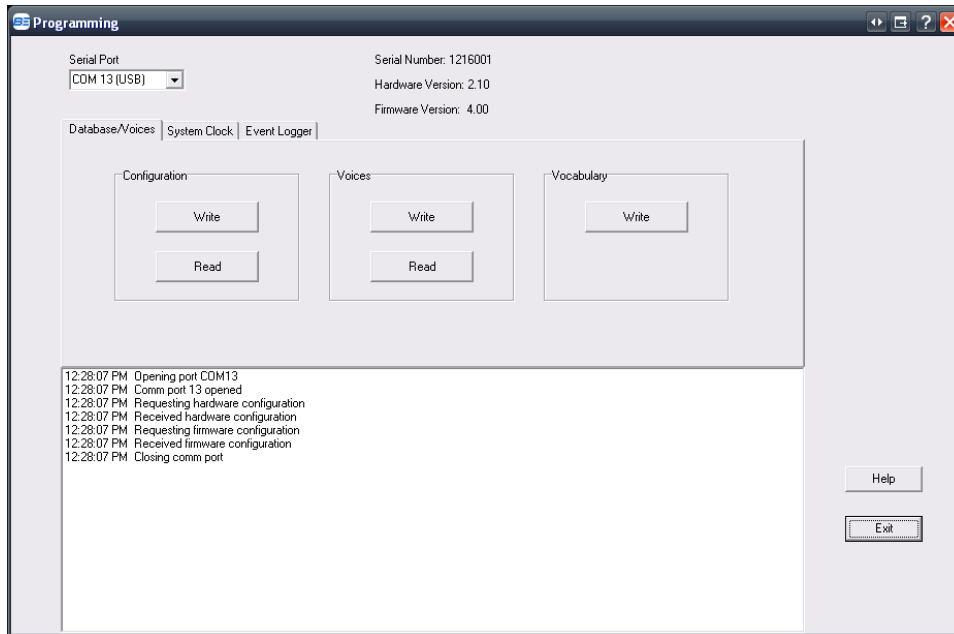 Programming
Serial Port
COM 13 (USB)
Serial Number: 1216001
Hardware Version: 2.10
Firmware Version: 4.00
Database/Voices
System Clock
Event Logger
Configuration
Write
Read
Voices
Write
Read
Vocabulary
Write
12:28:07 PM Opening port COM13
12:28:07 PM Comm port 13 opened
12:28:07 PM Requesting hardware configuration
12:28:07 PM Received hardware configuration
12:28:07 PM Requesting firmware configuration
12:28:07 PM Received firmware configuration
12:28:07 PM Closing comm port
Help
Exit